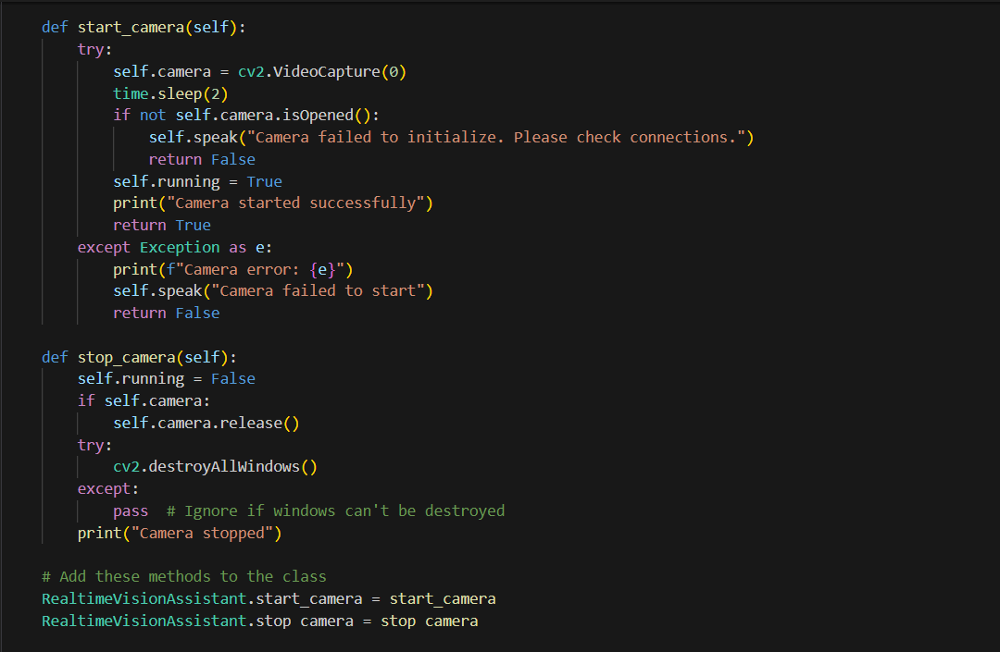 def start_camera(self):
    try:
        self.camera = cv2.VideoCapture(0)
        time.sleep(2)
        if not self.camera.isOpened():
            self.speak("Camera failed to initialize. Please check connections.")
            return False
        self.running = True
        print("Camera started successfully")
        return True
    except Exception as e:
        print(f"Camera error: {e}")
        self.speak("Camera failed to start")
        return False

def stop_camera(self):
    self.running = False
    if self.camera:
        self.camera.release()
    try:
        cv2.destroyAllWindows()
    except:
        pass  # Ignore if windows can't be destroyed
    print("Camera stopped")

# Add these methods to the class
RealtimeVisionAssistant.start_camera = start_camera
RealtimeVisionAssistant.stop camera = stop camera